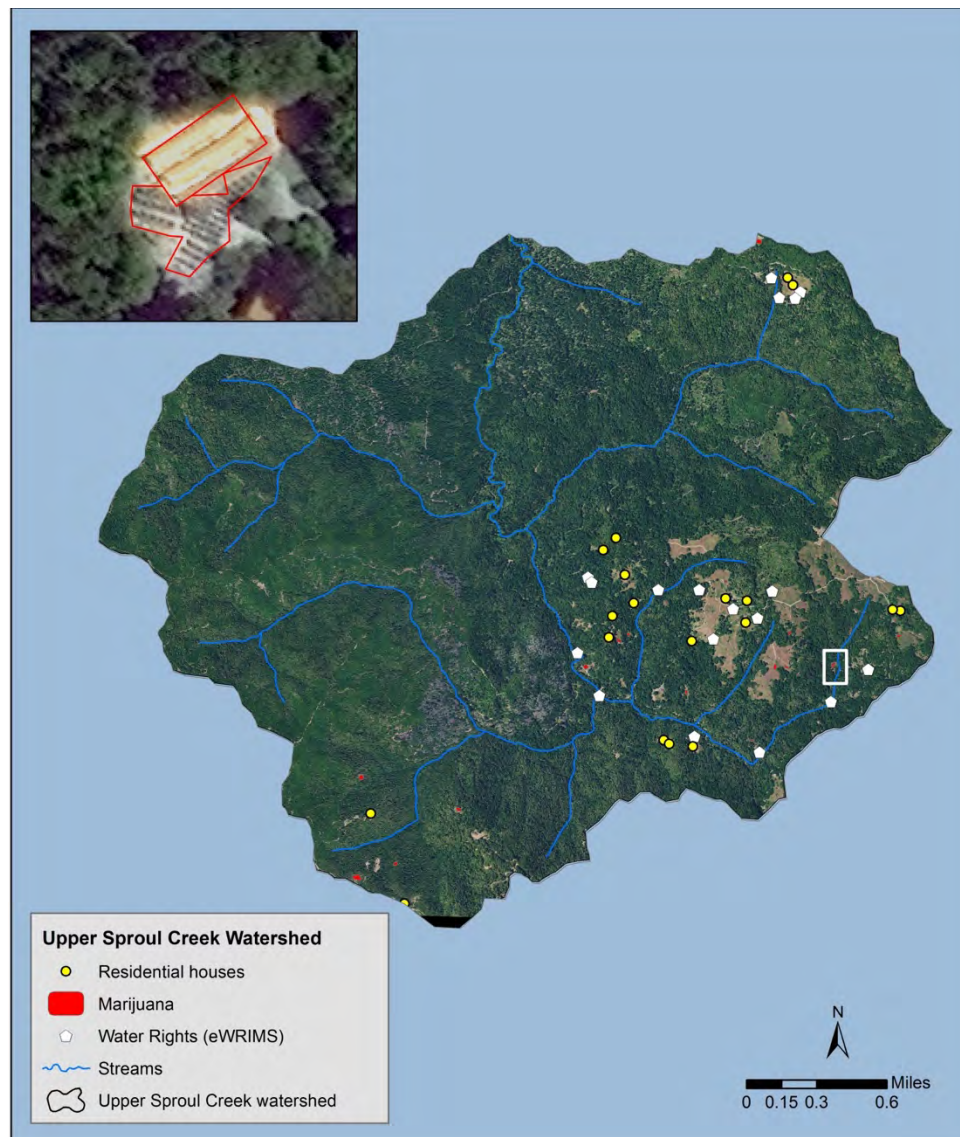 Upper Sproul Creek Watershed
Residential houses
Marijuana
Water Rights (eWRIMS)
Streams
Upper Sproul Creek watershed
N
Miles
0 0.15 0.3 0.6